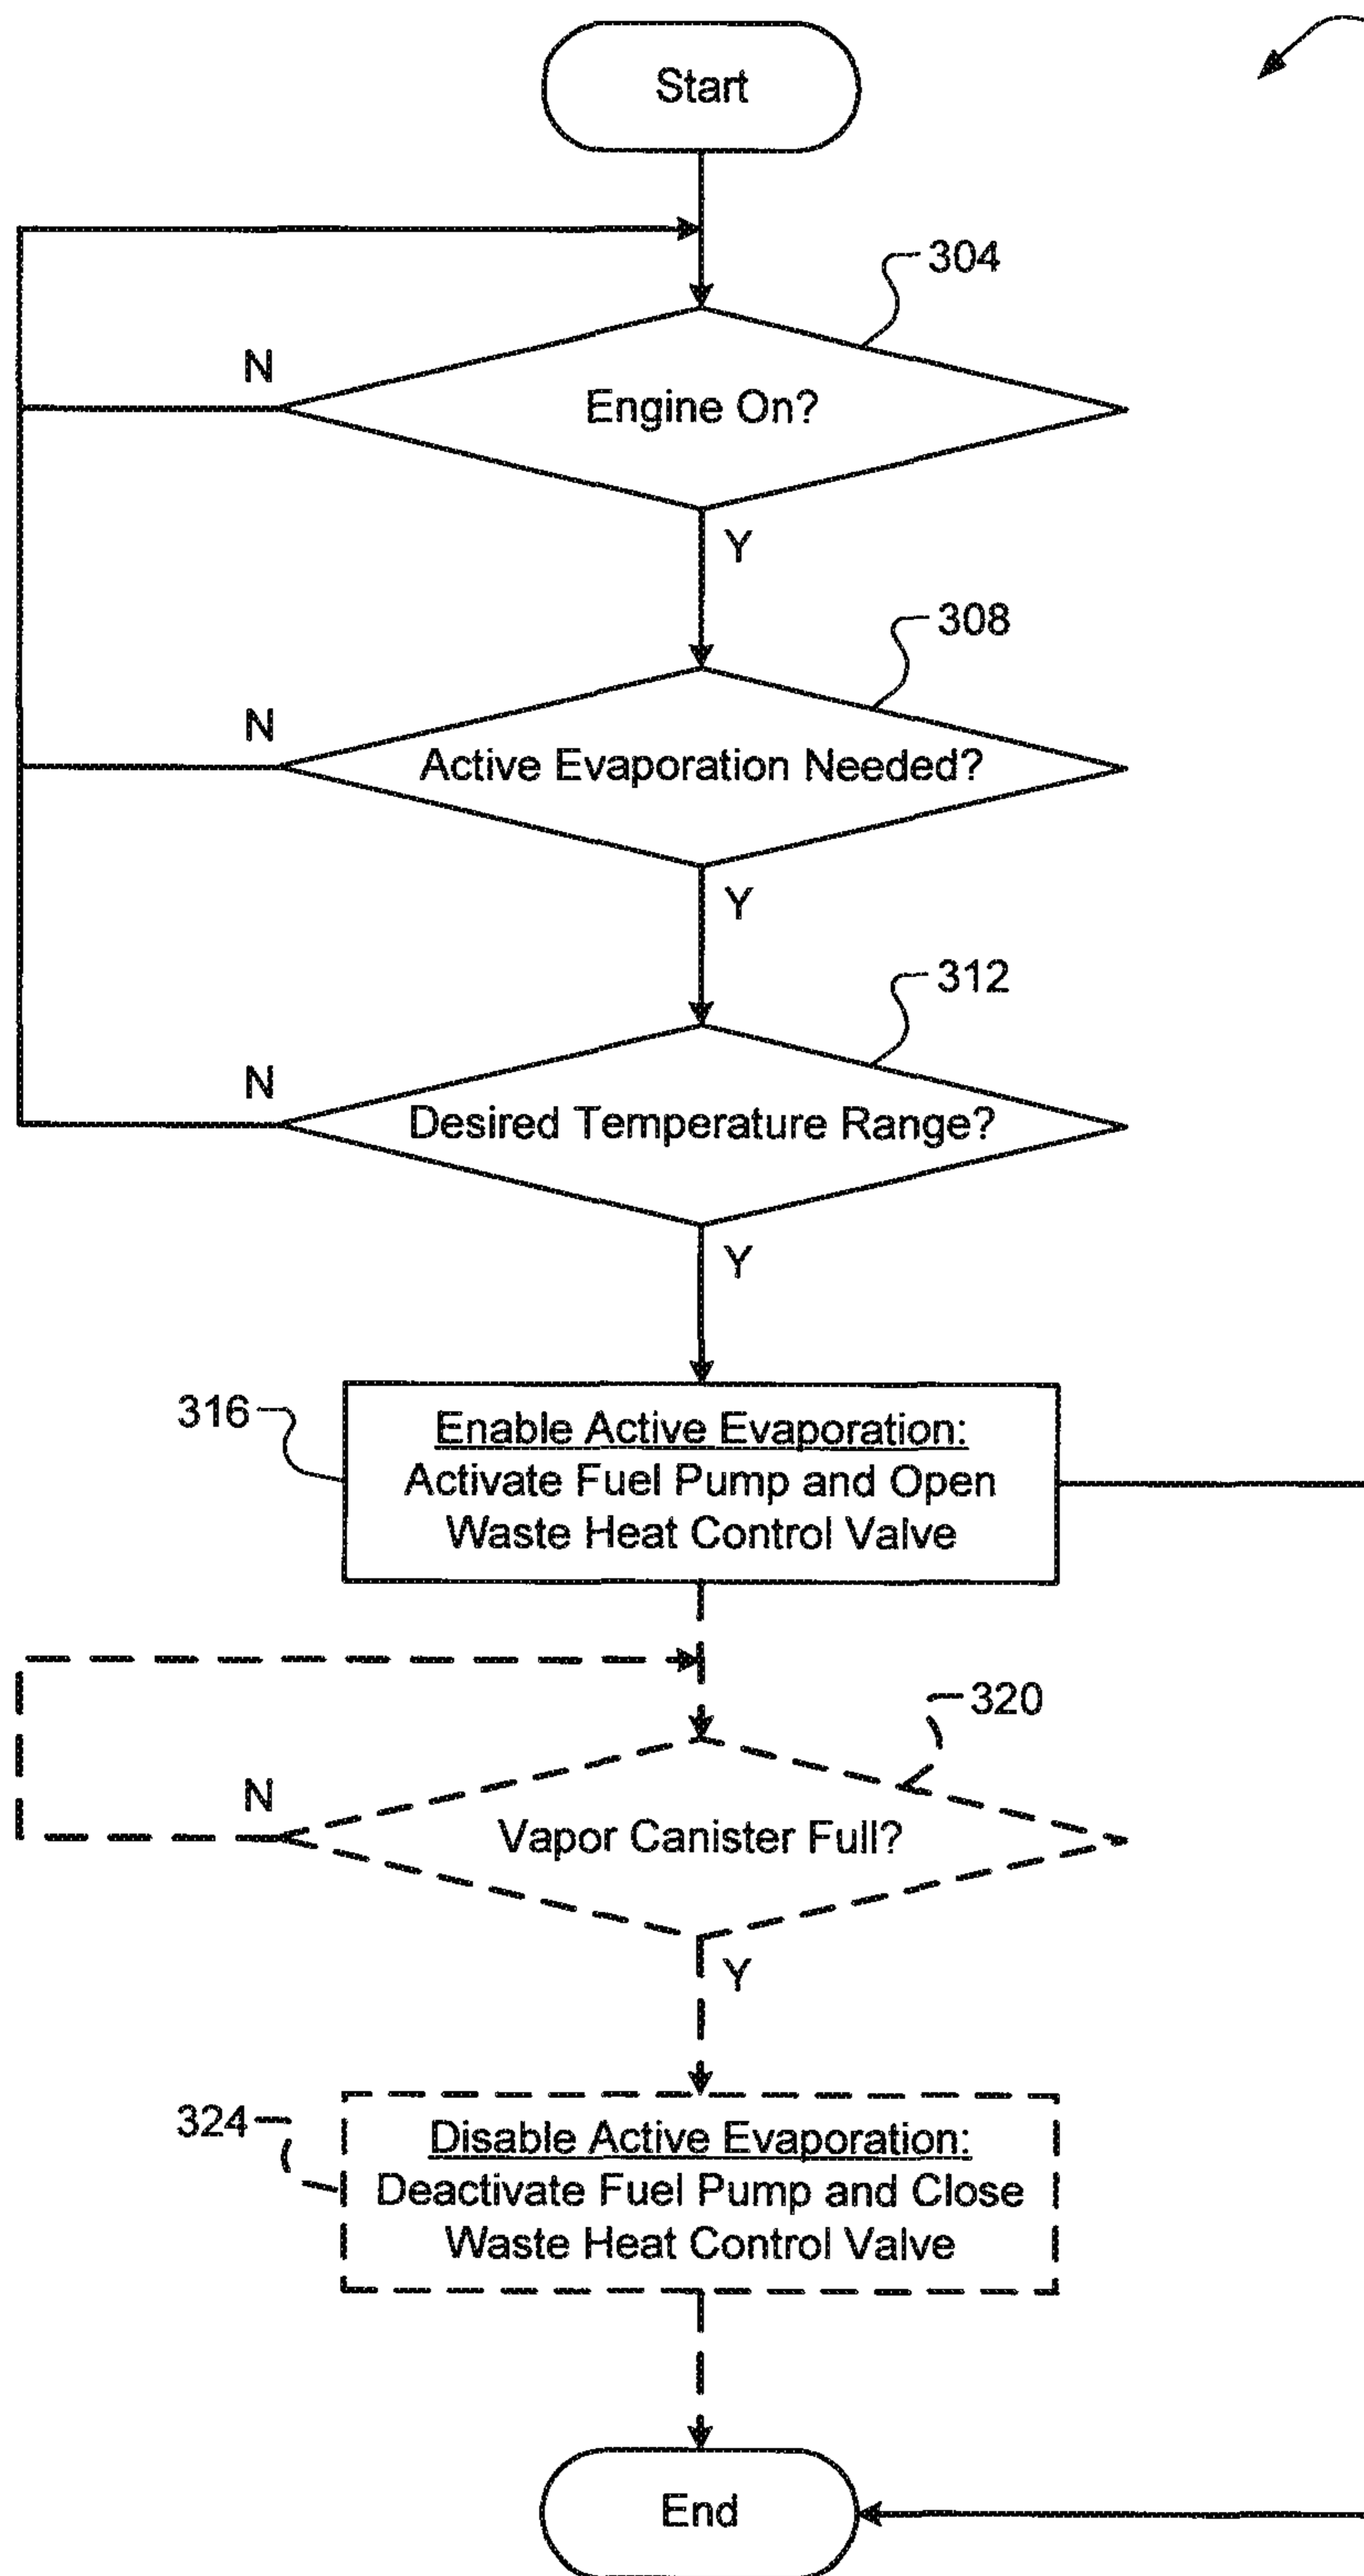 Start
304
N
Engine On?
Y
308
N
Active Evaporation Needed?
Y
312
N
Desired Temperature Range?
Y
316
Enable Active Evaporation:
Activate Fuel Pump and Open
Waste Heat Control Valve
320
N
Vapor Canister Full?
Y
324
Disable Active Evaporation:
Deactivate Fuel Pump and Close
Waste Heat Control Valve
End